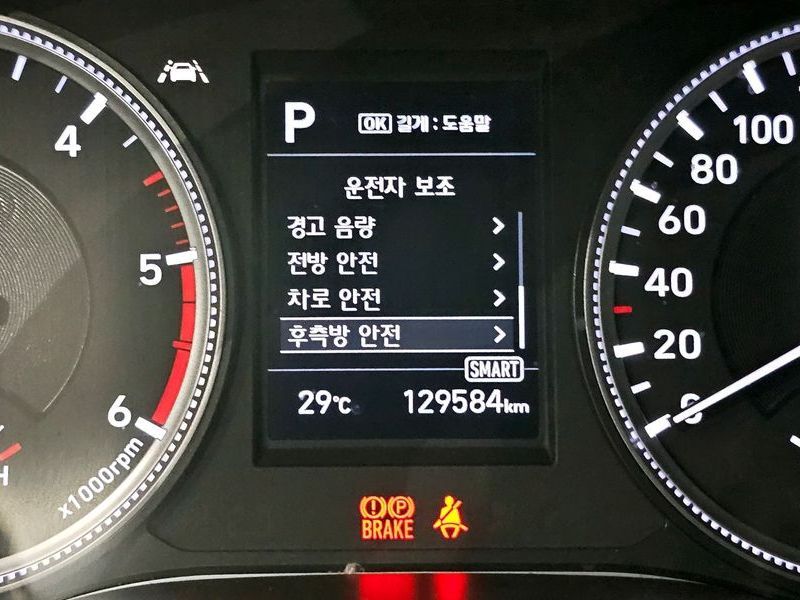 P
OK 길게 : 도움말
운전자 보조
경고 음량 >
전방 안전 >
차로 안전 >
후측방 안전 >
SMART
29℃ 129584km
4
5
6
x1000rpm
H
100
80
60
40
20
0
(!) (P)
BRAKE